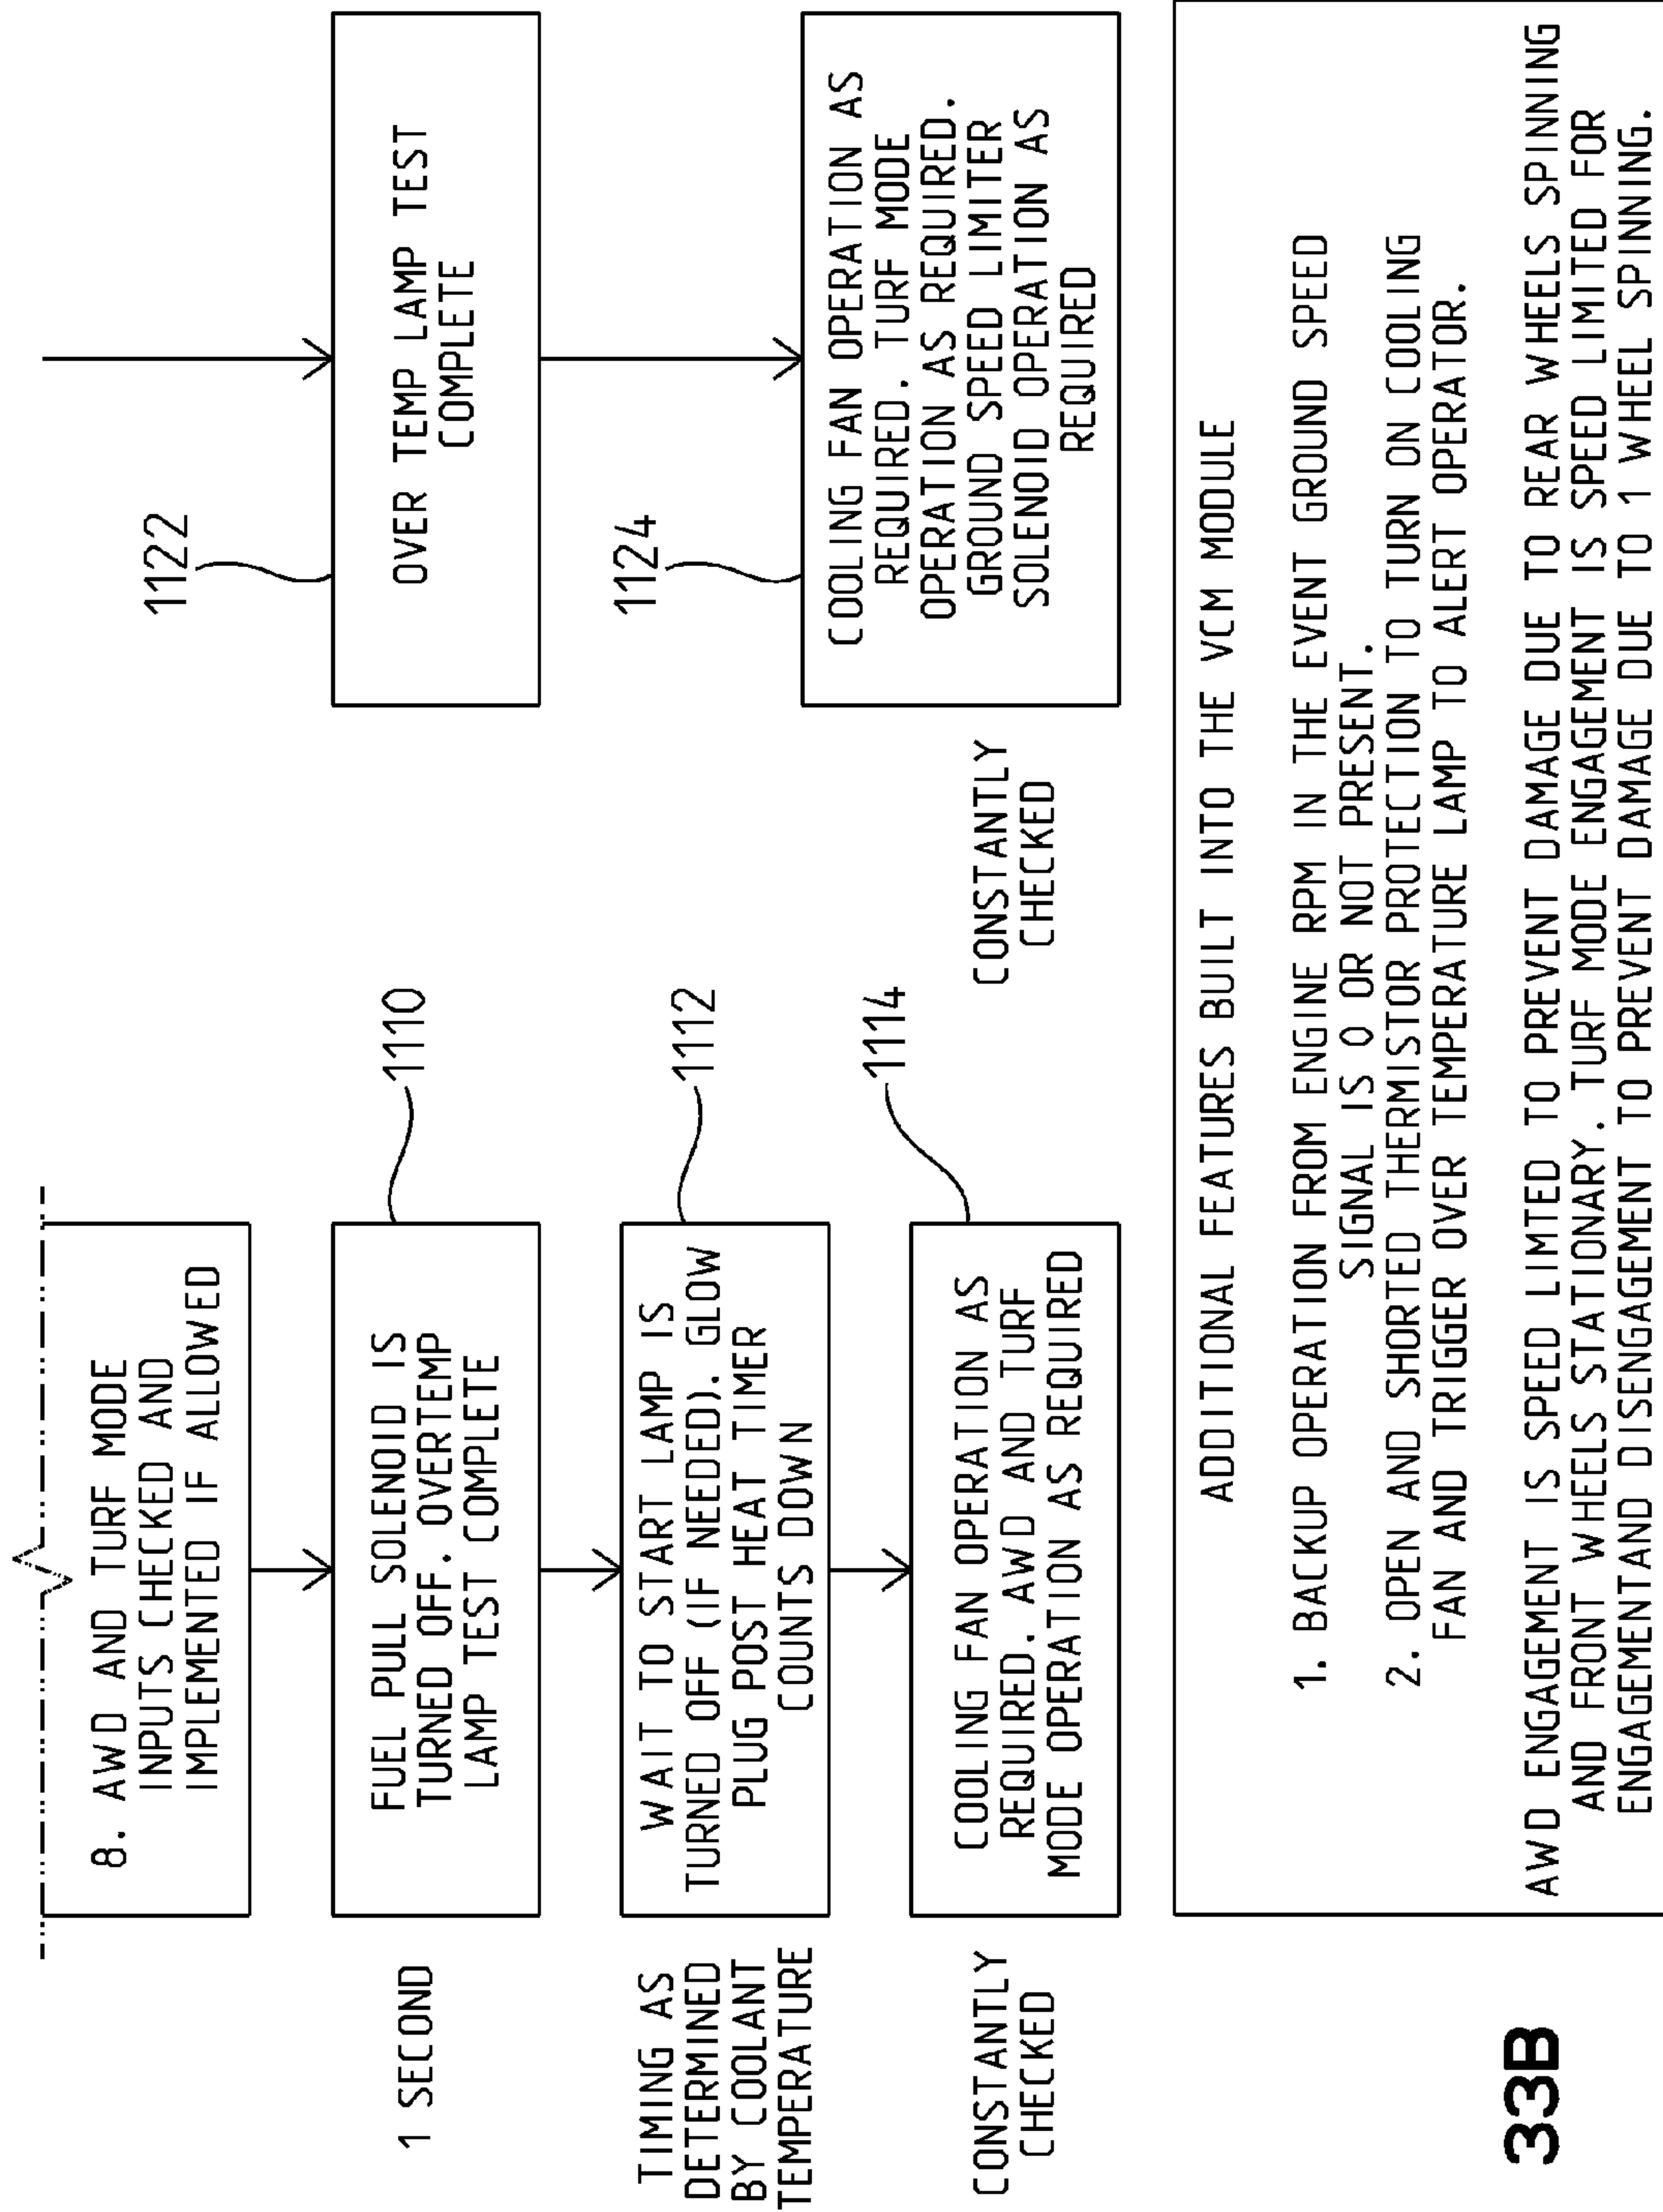 8. AWD AND TURF MODE
INPUTS CHECKED AND
IMPLEMENTED IF ALLOWED
1 SECOND
FUEL PULL SOLENOID IS
TURNED OFF. OVERTEMP
LAMP TEST COMPLETE
1110
TIMING AS
DETERMINED
BY COOLANT
TEMPERATURE
WAIT TO START LAMP IS
TURNED OFF (IF NEEDED). GLOW
PLUG POST HEAT TIMER
COUNTS DOWN
1112
CONSTANTLY
CHECKED
COOLING FAN OPERATION AS
REQUIRED. AWD AND TURF
MODE OPERATION AS REQUIRED
1114
1122
OVER TEMP LAMP TEST
COMPLETE
1124
CONSTANTLY
CHECKED
COOLING FAN OPERATION AS
REQUIRED. TURF MODE
OPERATION AS REQUIRED.
GROUND SPEED LIMITER
SOLENOID OPERATION AS
REQUIRED
ADDITIONAL FEATURES BUILT INTO THE VCM MODULE
1. BACKUP OPERATION FROM ENGINE RPM IN THE EVENT GROUND SPEED
SIGNAL IS 0 OR NOT PRESENT.
2. OPEN AND SHORTED THERMISTOR PROTECTION TO TURN ON COOLING
FAN AND TRIGGER OVER TEMPERATURE LAMP TO ALERT OPERATOR.
AWD ENGAGEMENT IS SPEED LIMTED TO PREVENT DAMAGE DUE TO REAR WHEELS SPINNING
AND FRONT WHEELS STATIONARY. TURF MODE ENGAGEMENT IS SPEED LIMITED FOR
ENGAGEMENTAND DISENGAGEMENT TO PREVENT DAMAGE DUE TO 1 WHEEL SPINNING.
33B